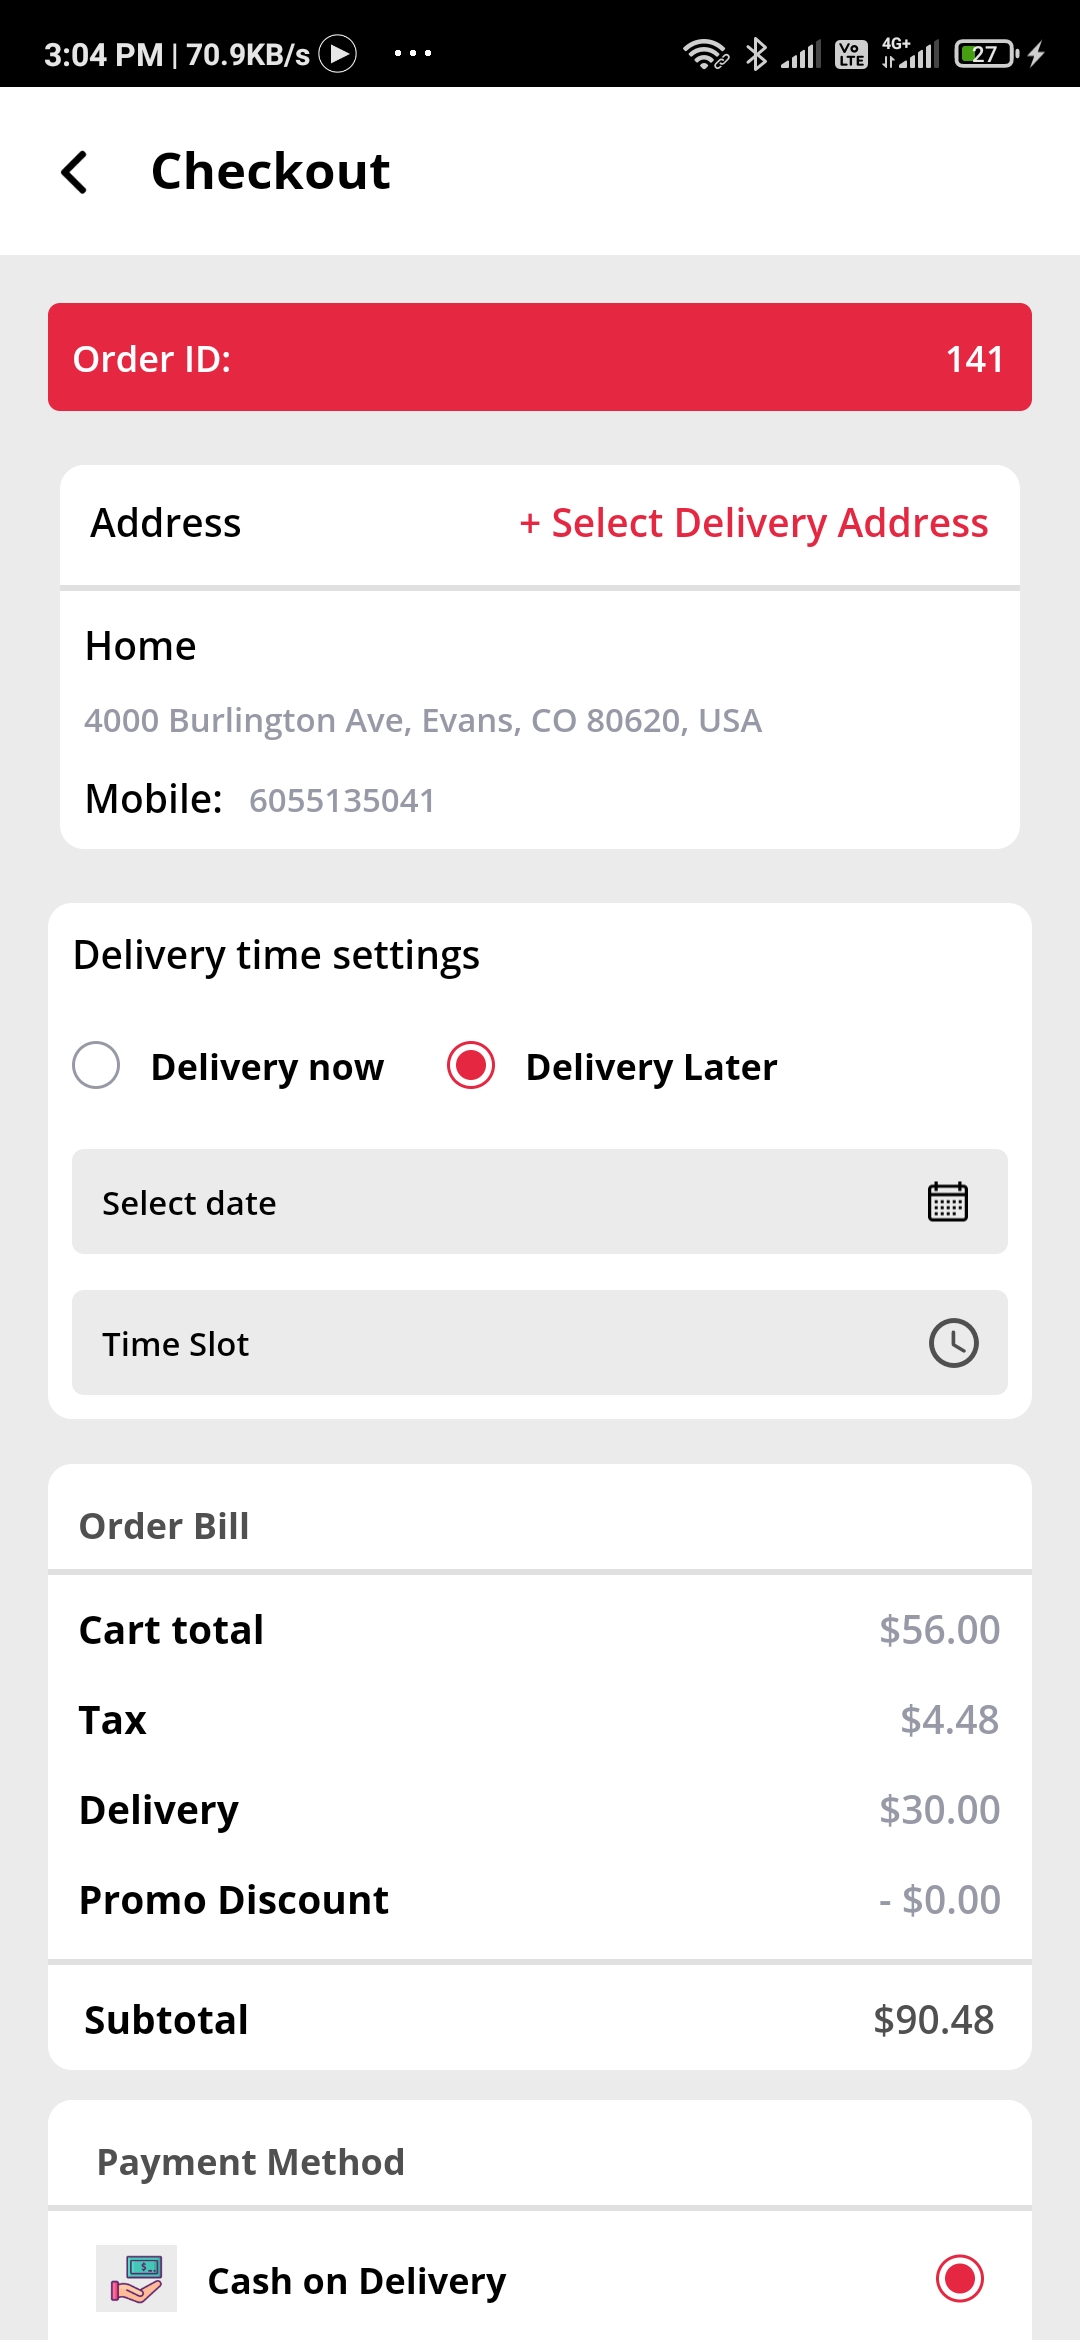 3:04 PM | 70.9KB/s ... Vo LTE 4G+ 27
Checkout
Order ID: 141
Address + Select Delivery Address
Home
4000 Burlington Ave, Evans, CO 80620, USA
Mobile: 6055135041
Delivery time settings
Delivery now Delivery Later
Select date
Time Slot
Order Bill
Cart total $56.00
Tax $4.48
Delivery $30.00
Promo Discount - $0.00
Subtotal $90.48
Payment Method
$
Cash on Delivery